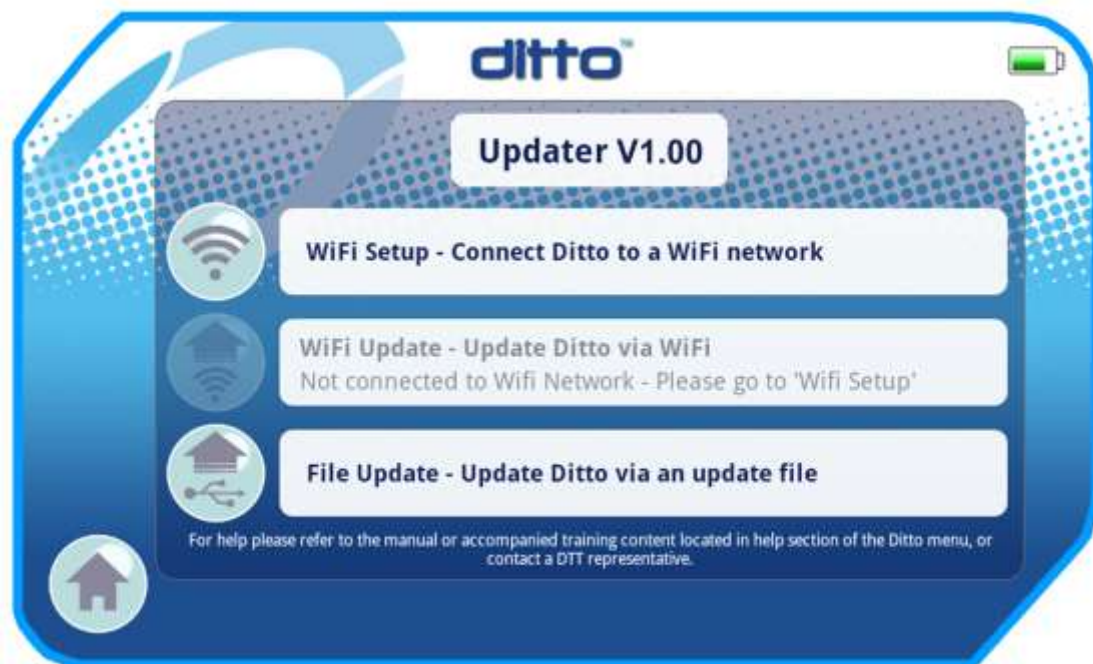 ditto™
Updater V1.00
WiFi Setup - Connect Ditto to a WiFi network
WiFi Update - Update Ditto via WiFi
Not connected to Wifi Network - Please go to 'Wifi Setup'
File Update - Update Ditto via an update file
For help please refer to the manual or accompanied training content located in help section of the Ditto menu, or
contact a DTT representative.